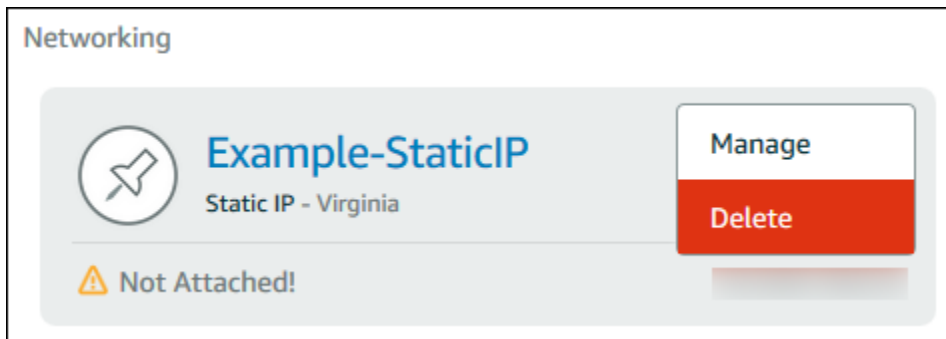 Networking
Example-StaticIP
Static IP - Virginia
Manage
Delete
Not Attached!